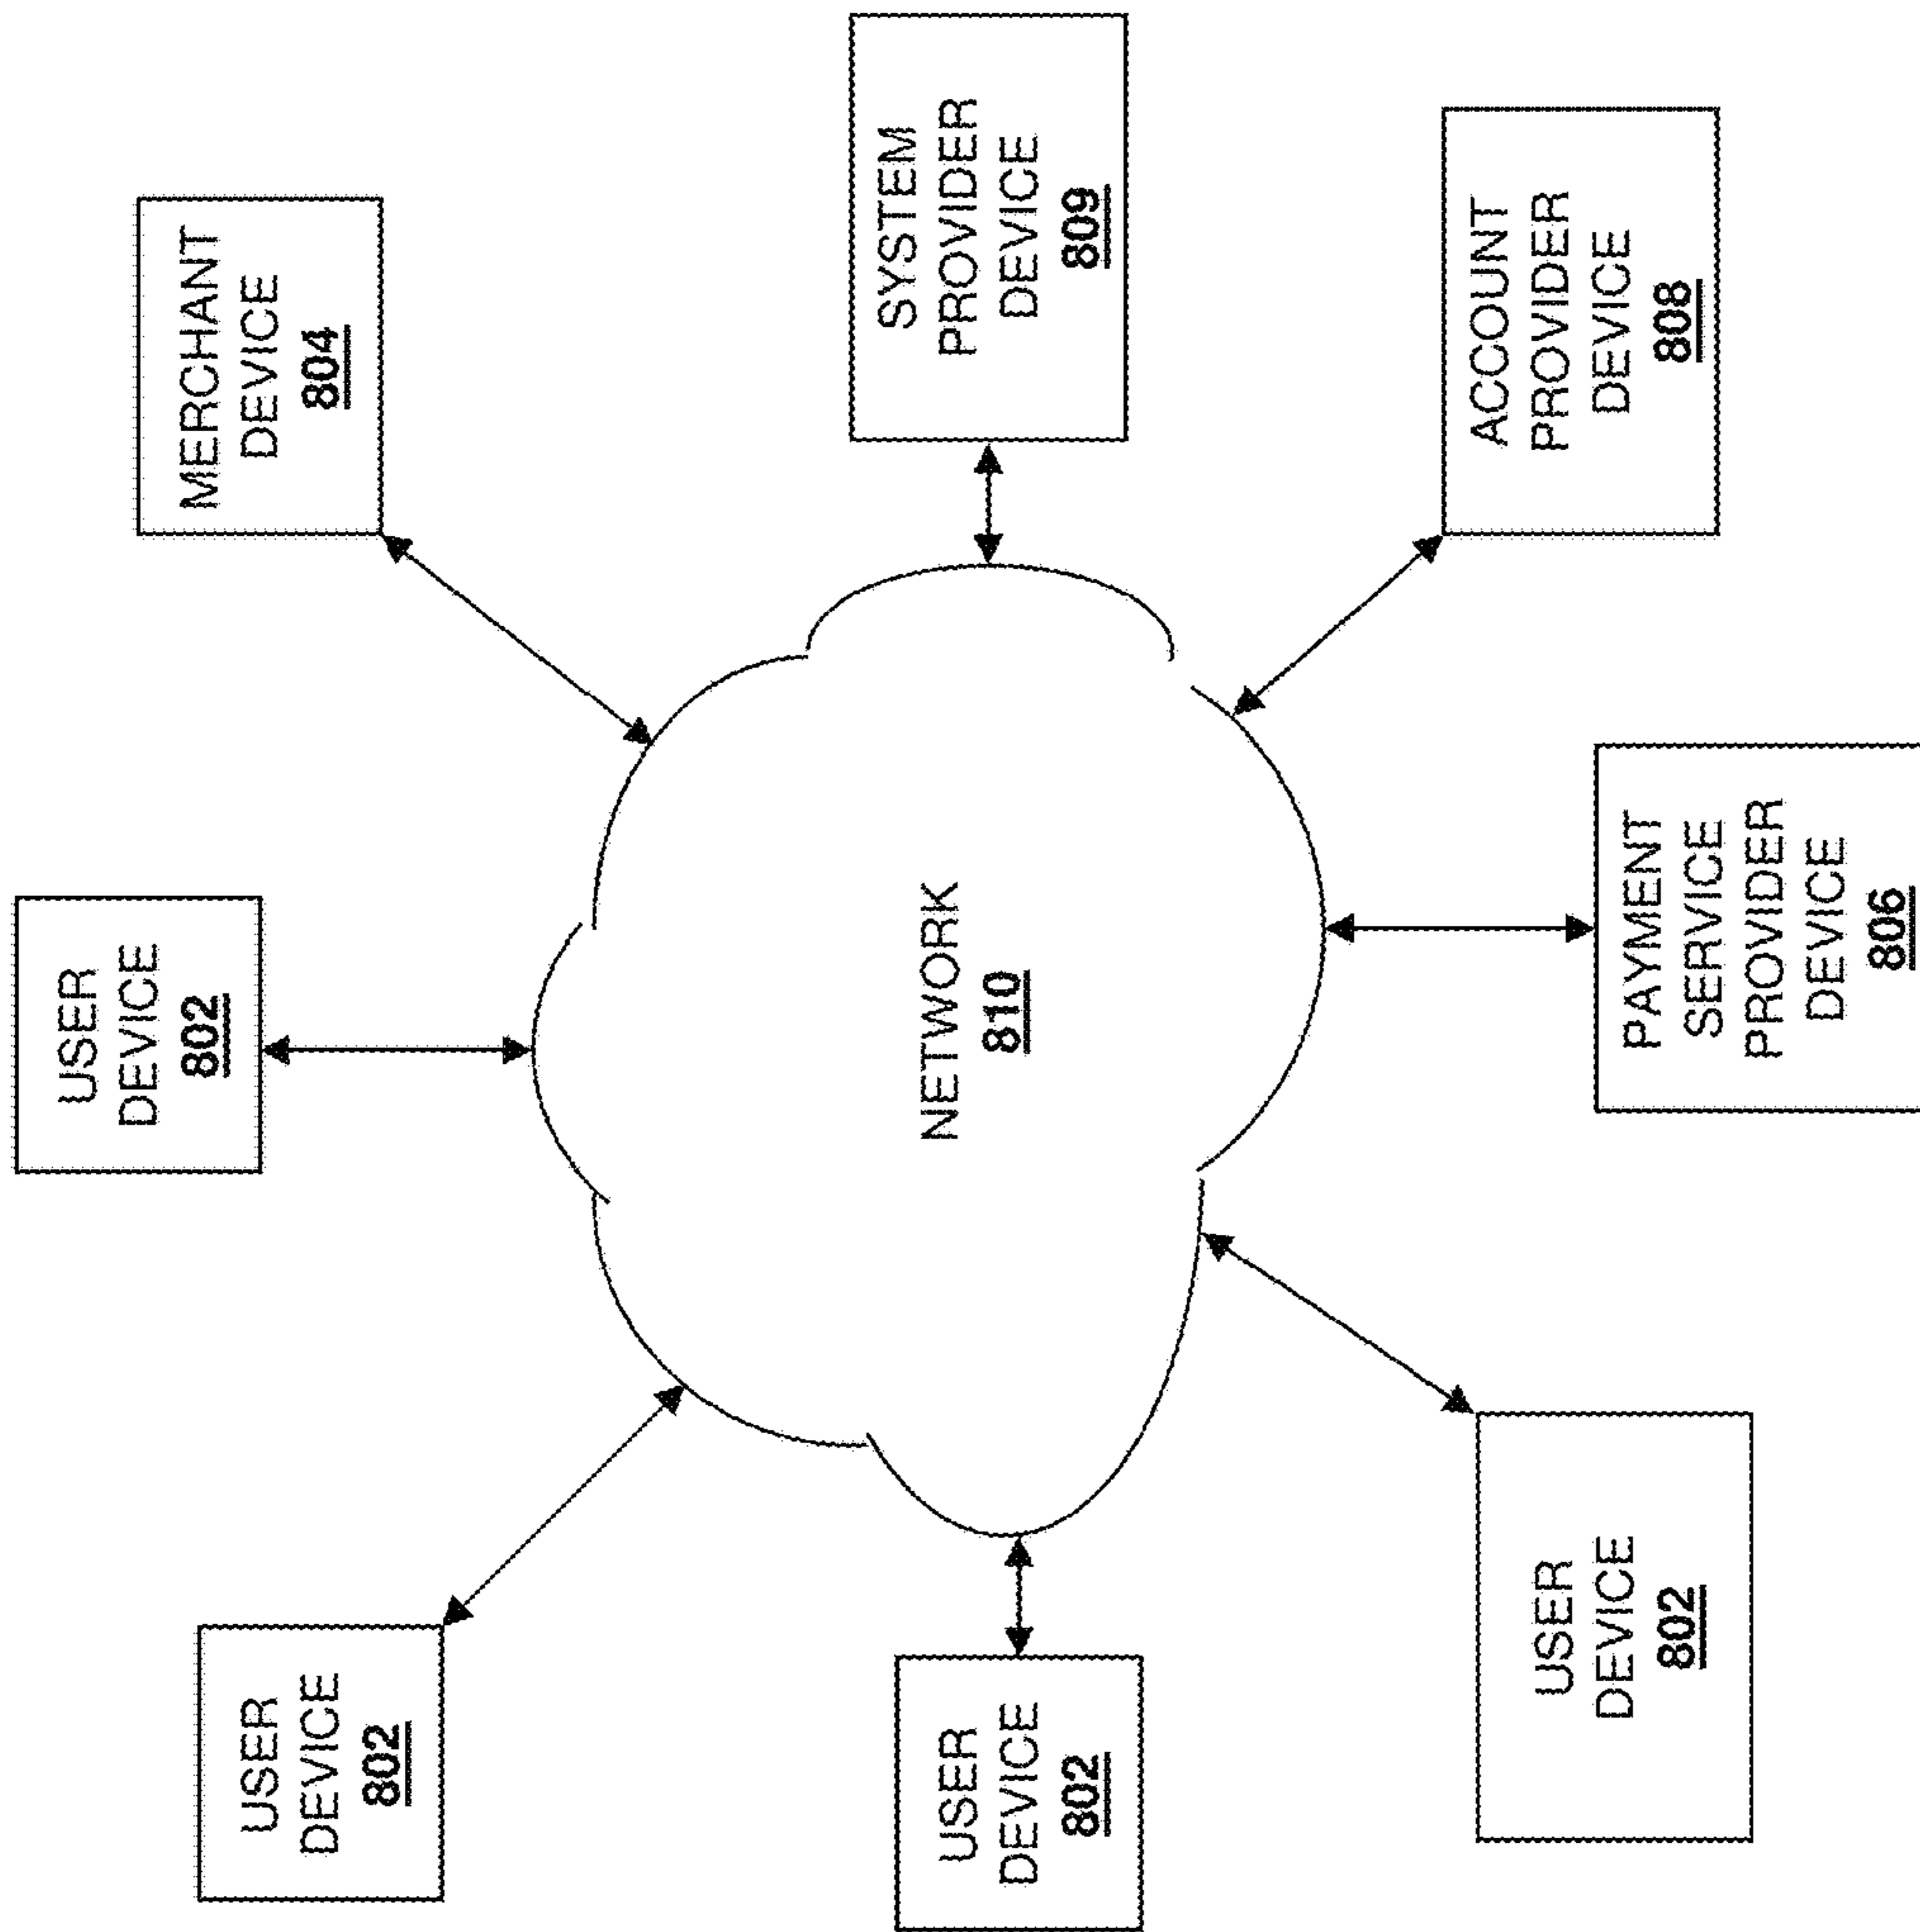 USER
DEVICE
802
MERCHANT
DEVICE
804
USER
DEVICE
802
NETWORK
810
SYSTEM
PROVIDER
DEVICE
809
USER
DEVICE
802
USER
DEVICE
802
PAYMENT
SERVICE
PROVIDER
DEVICE
806
ACCOUNT
PROVIDER
DEVICE
808